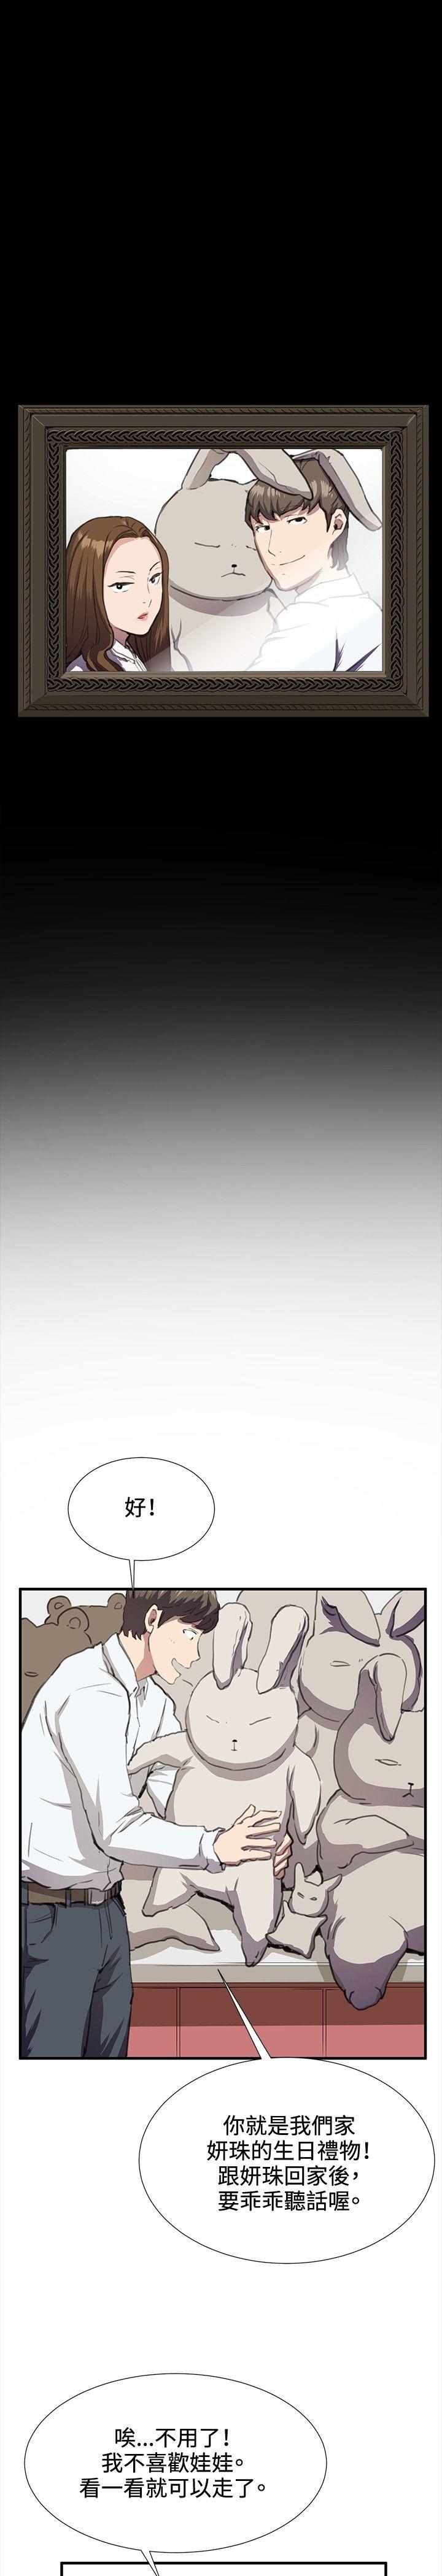 好!
你就是我們家
妍珠的生日禮物!
跟妍珠回家後,
要乖乖聽話喔。
唉...不用了!
我不喜歡娃娃。
看一看就可以走了。